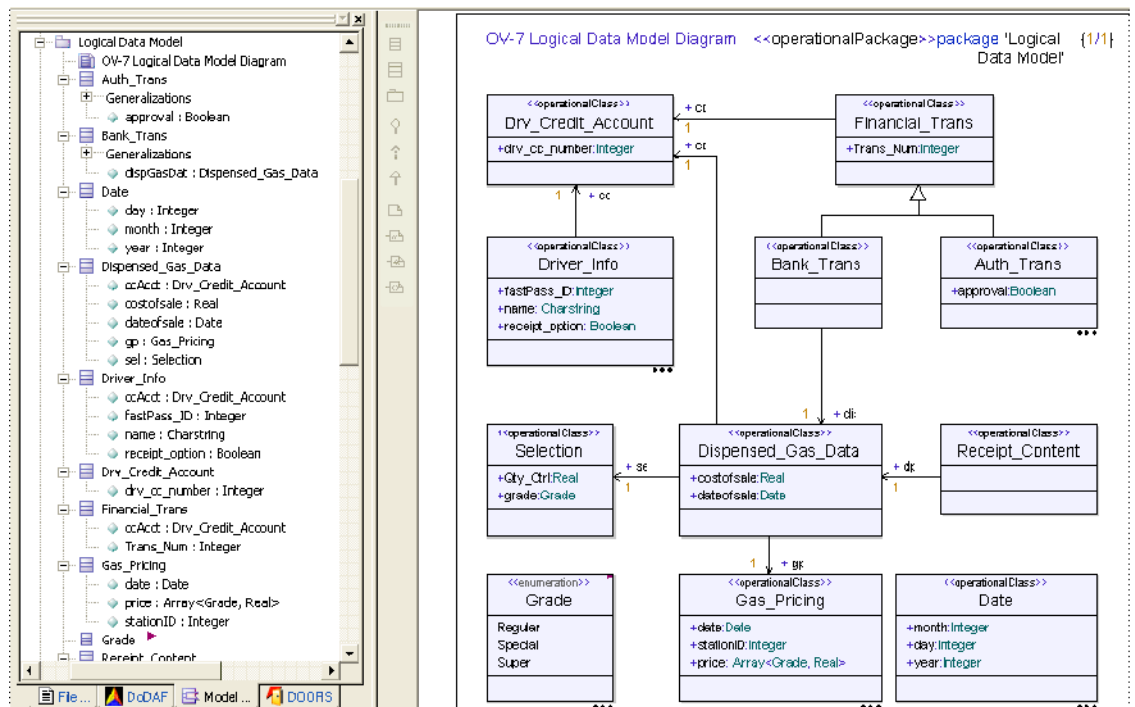 Logical Data Model
OV-7 Logical Data Model Diagram
Auth_Trans
Generalizations
approval : Boolean
Bank_Trans
Generalizations
dispGasDat : Dispensed_Gas_Data
Date
day : Integer
month : Integer
year : Integer
Dispensed_Gas_Data
ccAcct : Drv_Credit_Account
costofsale : Real
dateofsale : Date
gp : Gas_Pricing
sel : Selection
Driver_Info
ccAcct : Drv_Credit_Account
fastPass_ID : Integer
name : Charstring
receipt_option : Boolean
Drv_Credit_Account
drv_cc_number : Integer
Financial_Trans
ccAcct : Drv_Credit_Account
Trans_Num : Integer
Gas_Pricing
date : Date
price : Array<Grade, Real>
stationID : Integer
Grade
Receipt_Content
File ...
DoDAF
Model ...
DOORS
OV-7 Logical Data Model Diagram <<operationalPackage>>package 'Logical {1/1}
Data Model'
<<operationalClass>>
Drv_Credit_Account
+drv_cc_number:Integer
+ cc
1
+ cc
1
<<operationalClass>>
Financial_Trans
+Trans_Num:Integer
1 + cc
<<operationalClass>>
Driver_Info
+fastPass_ID:Integer
+name: Charstring
+receipt_option: Boolean
<<operationalClass>>
Bank_Trans
<<operationalClass>>
Auth_Trans
+approval:Boolean
1 + dis
<<operationalClass>>
Selection
+Qty_Ctrl:Real
+grade:Grade
+ se
1
<<operationalClass>>
Dispensed_Gas_Data
+costofsale:Real
+dateofsale:Date
+ dp
1
<<operationalClass>>
Receipt_Content
1 + gp
<<enumeration>>
Grade
Regular
Special
Super
<<operationalClass>>
Gas_Pricing
+date:Date
+stationID:Integer
+price: Array<Grade, Real>
<<operationalClass>>
Date
+month:Integer
+day:Integer
+year:Integer